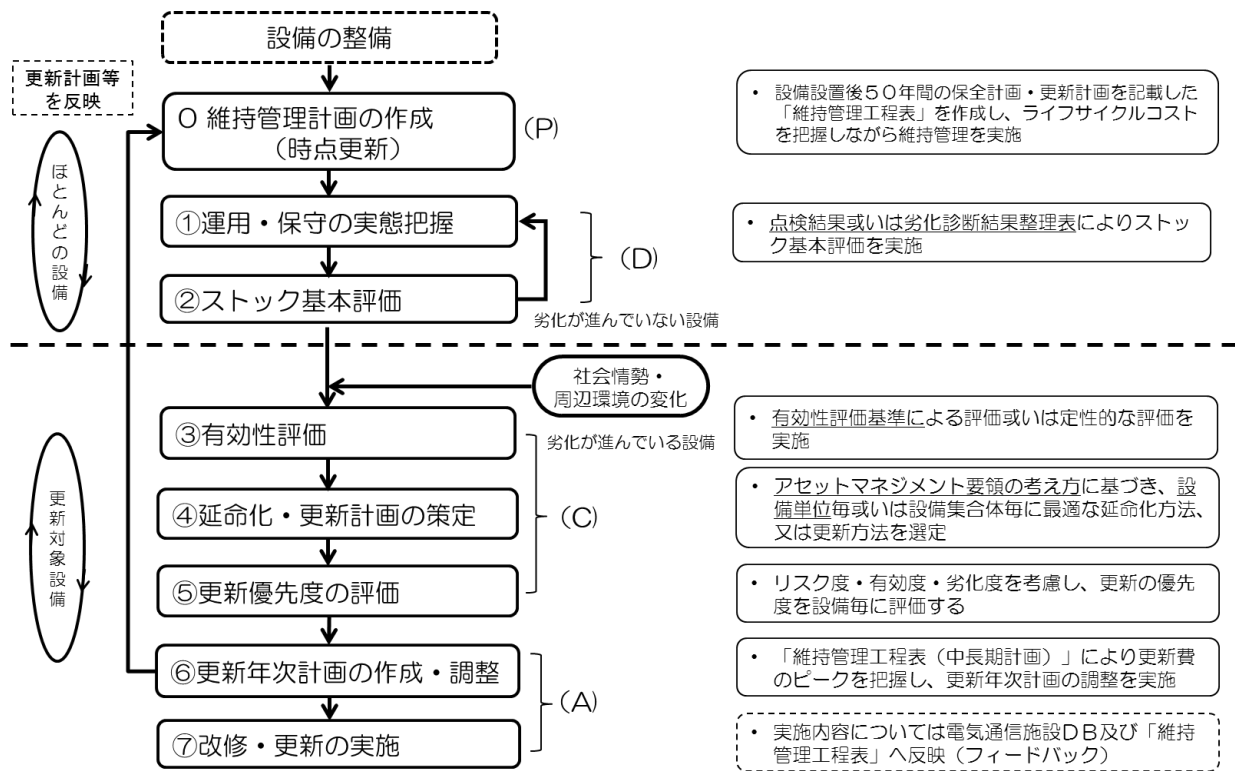 設備の整備
更新計画等
を反映
０ 維持管理計画の作成
（時点更新）
（P）
・ 設備設置後５０年間の保全計画・更新計画を記載した
「維持管理工程表」を作成し、ライフサイクルコスト
を把握しながら維持管理を実施
ほとんどの設備
①運用・保守の実態把握
（D）
・ 点検結果或いは劣化診断結果整理表によりストッ
ク基本評価を実施
②ストック基本評価
劣化が進んでいない設備
社会情勢・
周辺環境の変化
③有効性評価
劣化が進んでいる設備
・ 有効性評価基準による評価或いは定性的な評価を
実施
更新対象設備
④延命化・更新計画の策定
（C）
・ アセットマネジメント要領の考え方に基づき、設
備単位毎或いは設備集合体毎に最適な延命化方法、
又は更新方法を選定
⑤更新優先度の評価
・ リスク度・有効度・劣化度を考慮し、更新の優先
度を設備毎に評価する
⑥更新年次計画の作成・調整
（A）
・ 「維持管理工程表（中長期計画）」により更新費
のピークを把握し、更新年次計画の調整を実施
⑦改修・更新の実施
・ 実施内容については電気通信施設ＤＢ及び「維持
管理工程表」へ反映（フィードバック）